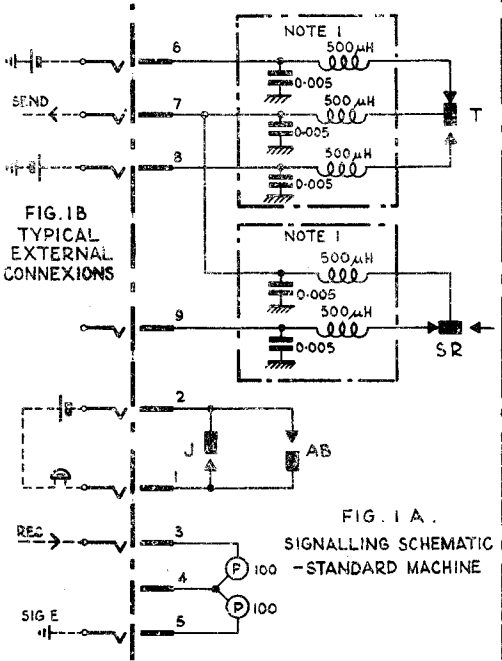 NOTE 1
6
500μH
0.005
SEND
7
500μH
0.005
T
8
500μH
0.005
FIG. 1B
TYPICAL
EXTERNAL
CONNEXIONS
NOTE 1
500μH
0.005
9
500μH
0.005
SR
2
J
AB
1
REC
3
FIG. 1A.
SIGNALLING SCHEMATIC
-STANDARD MACHINE
P 100
4
P 100
SIG E
5